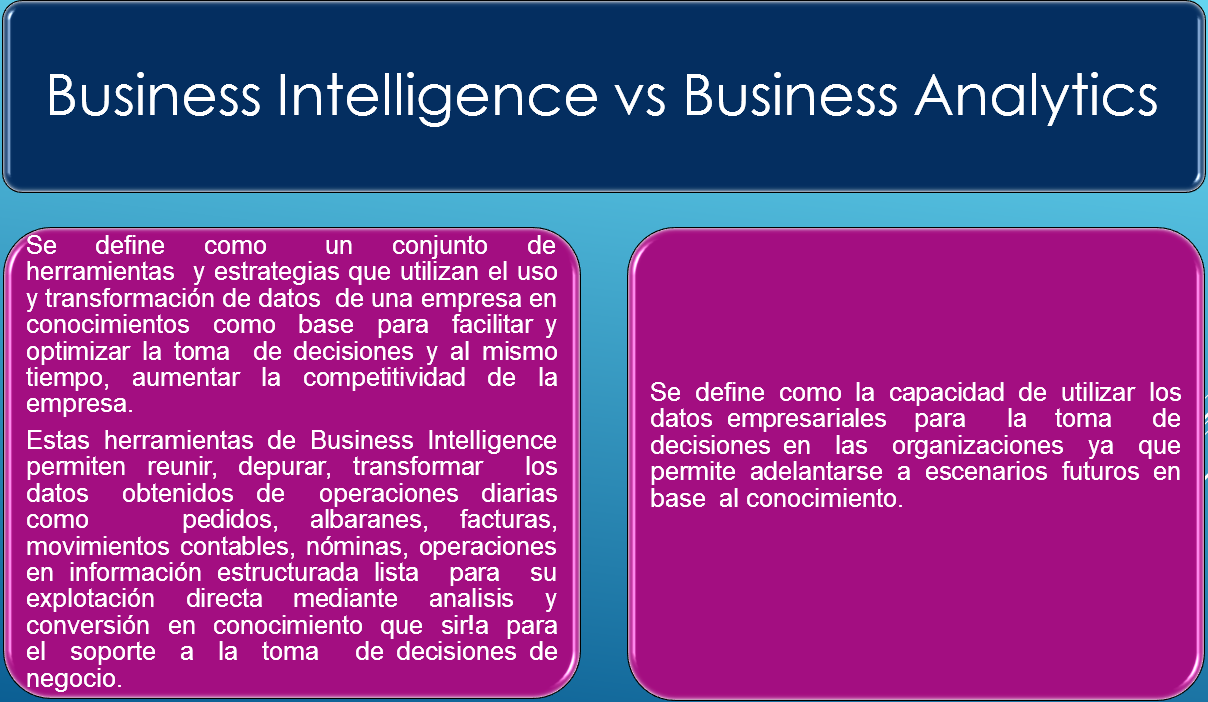 Business Intelligence vs Business Analytics
Se define como un conjunto de
herramientas y estrategias que utilizan el uso
y transformación de datos de una empresa en
conocimientos como base para facilitar y
optimizar la toma de decisiones y al mismo
tiempo, aumentar la competitividad de la
empresa.
Estas herramientas de Business Intelligence
permiten reunir, depurar, transformar los
datos obtenidos de operaciones diarias
como pedidos, albaranes, facturas,
movimientos contables, nóminas, operaciones
en información estructurada lista para su
explotación directa mediante analisis y
conversión en conocimiento que sir!a para
el soporte a la toma de decisiones de
negocio.
Se define como la capacidad de utilizar los
datos empresariales para la toma de
decisiones en las organizaciones ya que
permite adelantarse a escenarios futuros en
base al conocimiento.